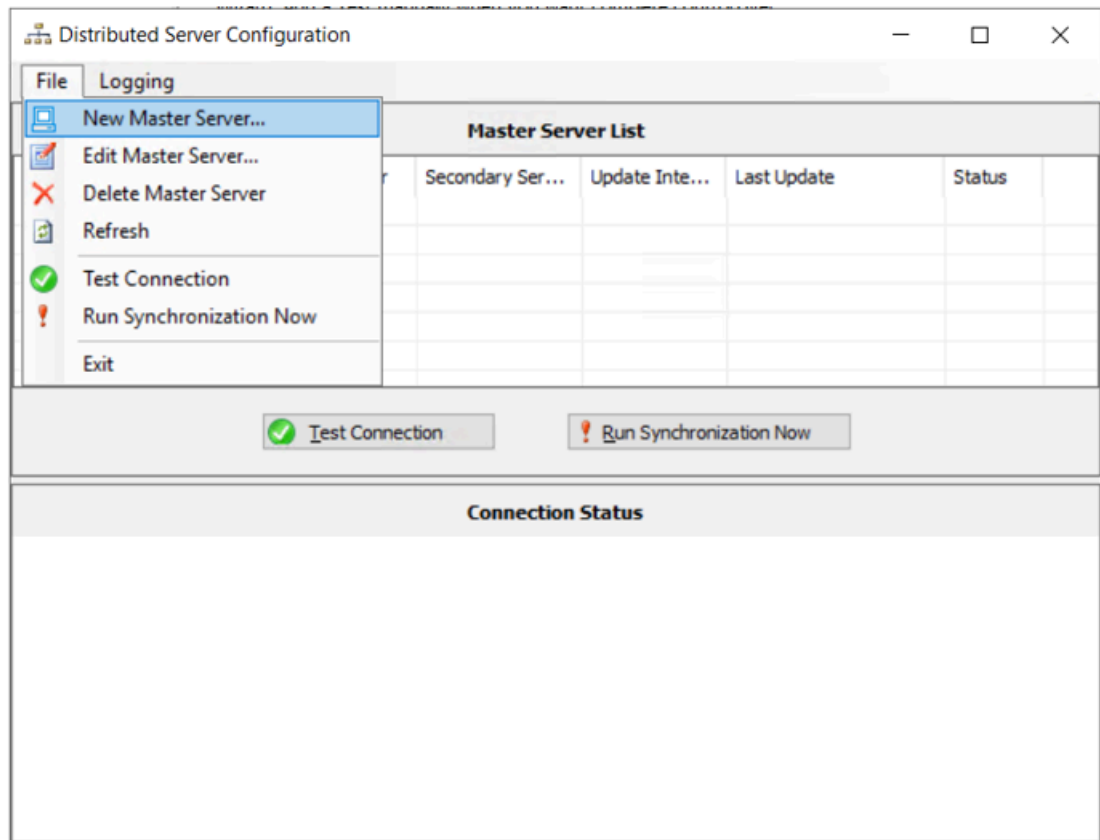 Distributed Server Configuration
File Logging
New Master Server...
Master Server List
Edit Master Server...
Secondary Ser... Update Inte... Last Update Status
Delete Master Server
Refresh
Test Connection
Run Synchronization Now
Exit
Test Connection Run Synchronization Now
Connection Status